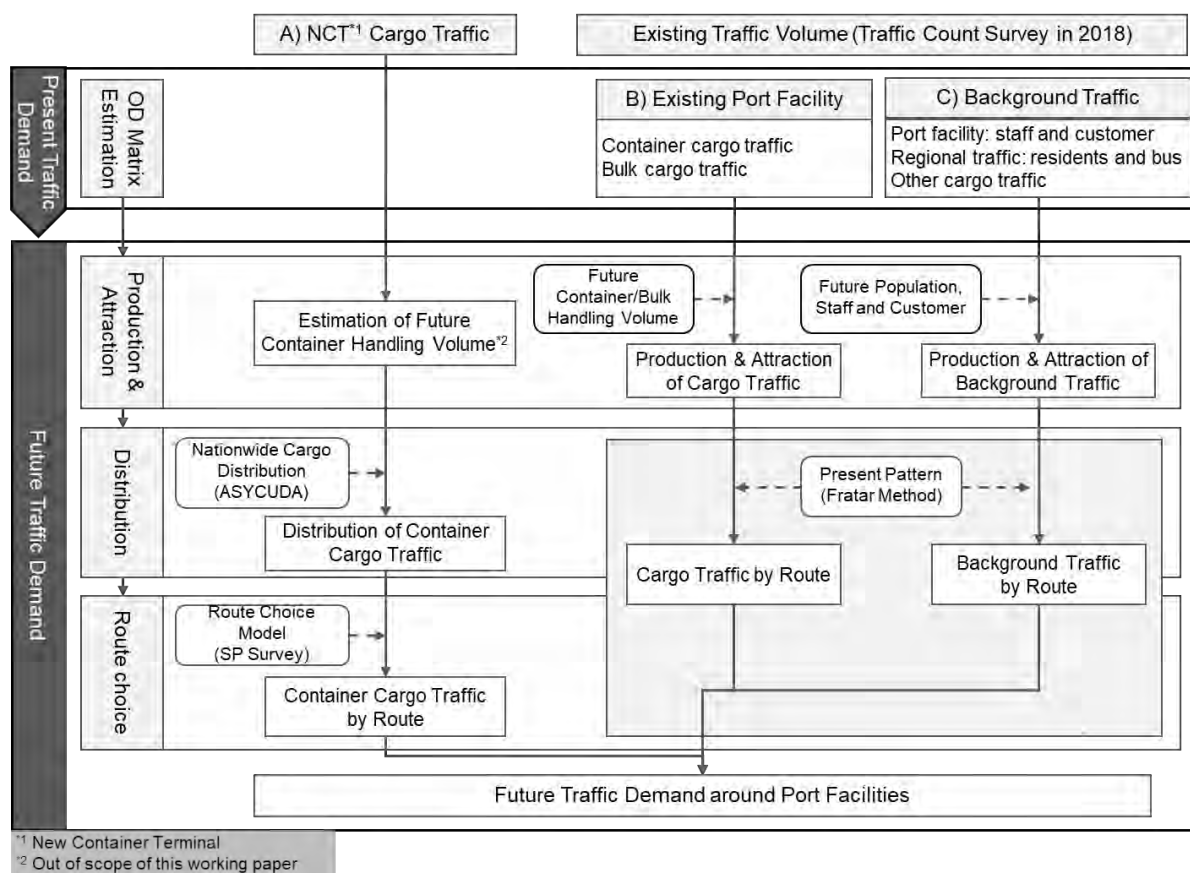 A) NCT*1 Cargo Traffic
Existing Traffic Volume (Traffic Count Survey in 2018)
Present Traffic
Demand
OD Matrix
Estimation
B) Existing Port Facility
Container cargo traffic
Bulk cargo traffic
C) Background Traffic
Port facility: staff and customer
Regional traffic: residents and bus
Other cargo traffic
Future Traffic Demand
Production &
Attraction
Estimation of Future
Container Handling Volume*2
Future
Container/Bulk
Handling Volume
Future Population,
Staff and Customer
Production & Attraction
of Cargo Traffic
Production & Attraction of
Background Traffic
Distribution
Nationwide Cargo
Distribution
(ASYCUDA)
Distribution of Container
Cargo Traffic
Present Pattern
(Fratar Method)
Cargo Traffic by Route
Background Traffic
by Route
Route choice
Route Choice
Model
(SP Survey)
Container Cargo Traffic
by Route
Future Traffic Demand around Port Facilities
*1 New Container Terminal
*2 Out of scope of this working paper